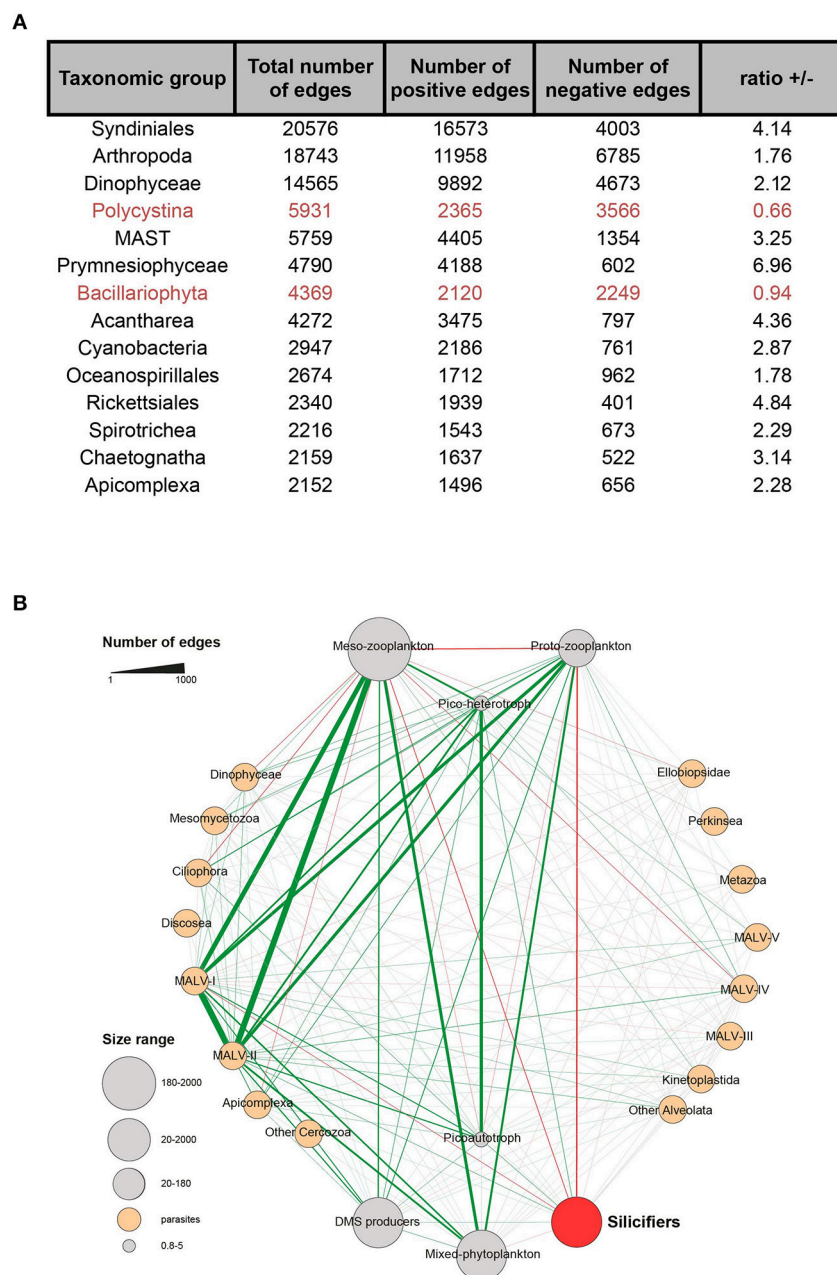 A
Taxonomic group Total number of edges Number of positive edges Number of negative edges ratio +/-
Syndiniales 20576 16573 4003 4.14
Arthropoda 18743 11958 6785 1.76
Dinophyceae 14565 9892 4673 2.12
Polycystina 5931 2365 3566 0.66
MAST 5759 4405 1354 3.25
Prymnesiophyceae 4790 4188 602 6.96
Bacillariophyta 4369 2120 2249 0.94
Acantharea 4272 3475 797 4.36
Cyanobacteria 2947 2186 761 2.87
Oceanospirillales 2674 1712 962 1.78
Rickettsiales 2340 1939 401 4.84
Spirotrichea 2216 1543 673 2.29
Chaetognatha 2159 1637 522 3.14
Apicomplexa 2152 1496 656 2.28
B
Number of edges
1 1000
Meso-zooplankton
Proto-zooplankton
Pico-heterotroph
Dinophyceae
Ellobiopsidae
Mesomycetozoa
Perkinsea
Ciliophora
Metazoa
Discosea
MALV-V
MALV-I
MALV-IV
Size range
MALV-II
MALV-III
180-2000
Kinetoplastida
Apicomplexa
Other Alveolata
Other Cercozoa
Picoautotroph
20-2000
20-180
parasites
DMS producers
Silicifiers
0.8-5
Mixed-phytoplankton